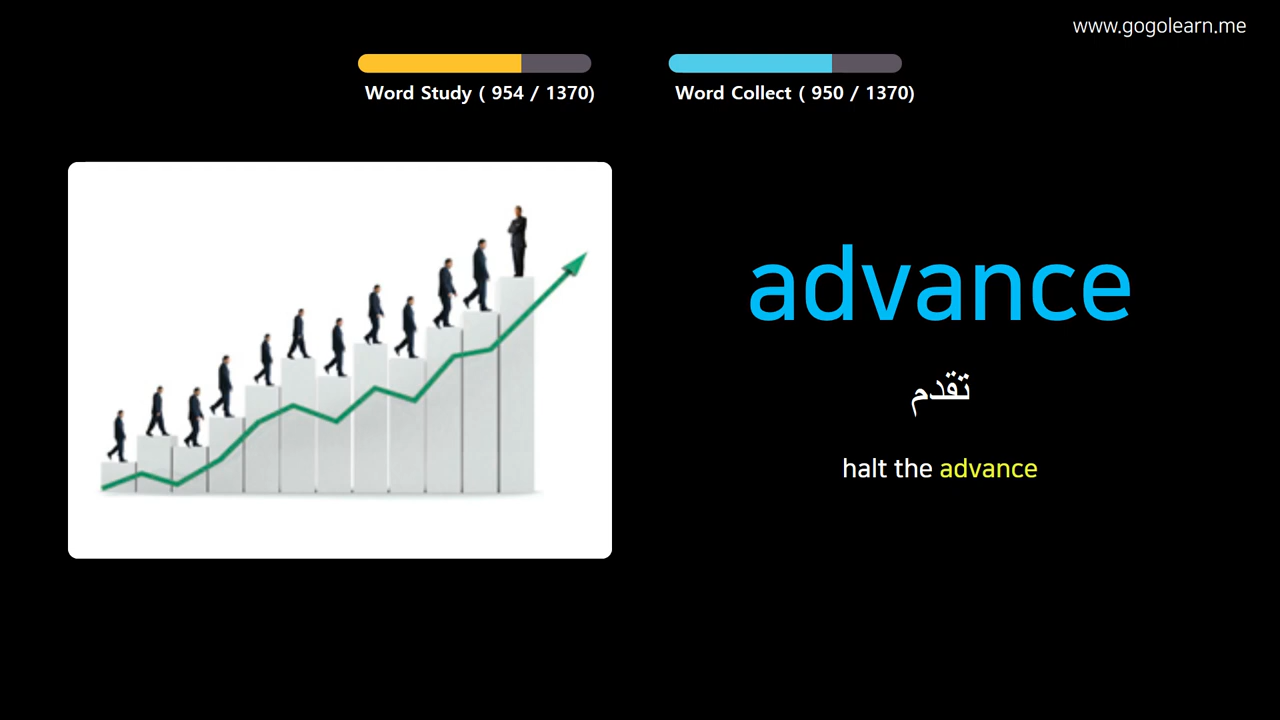 www.gogolearn.me
Word Study ( 954 / 1370)
Word Collect ( 950 / 1370)
advance
تقدم
halt the advance